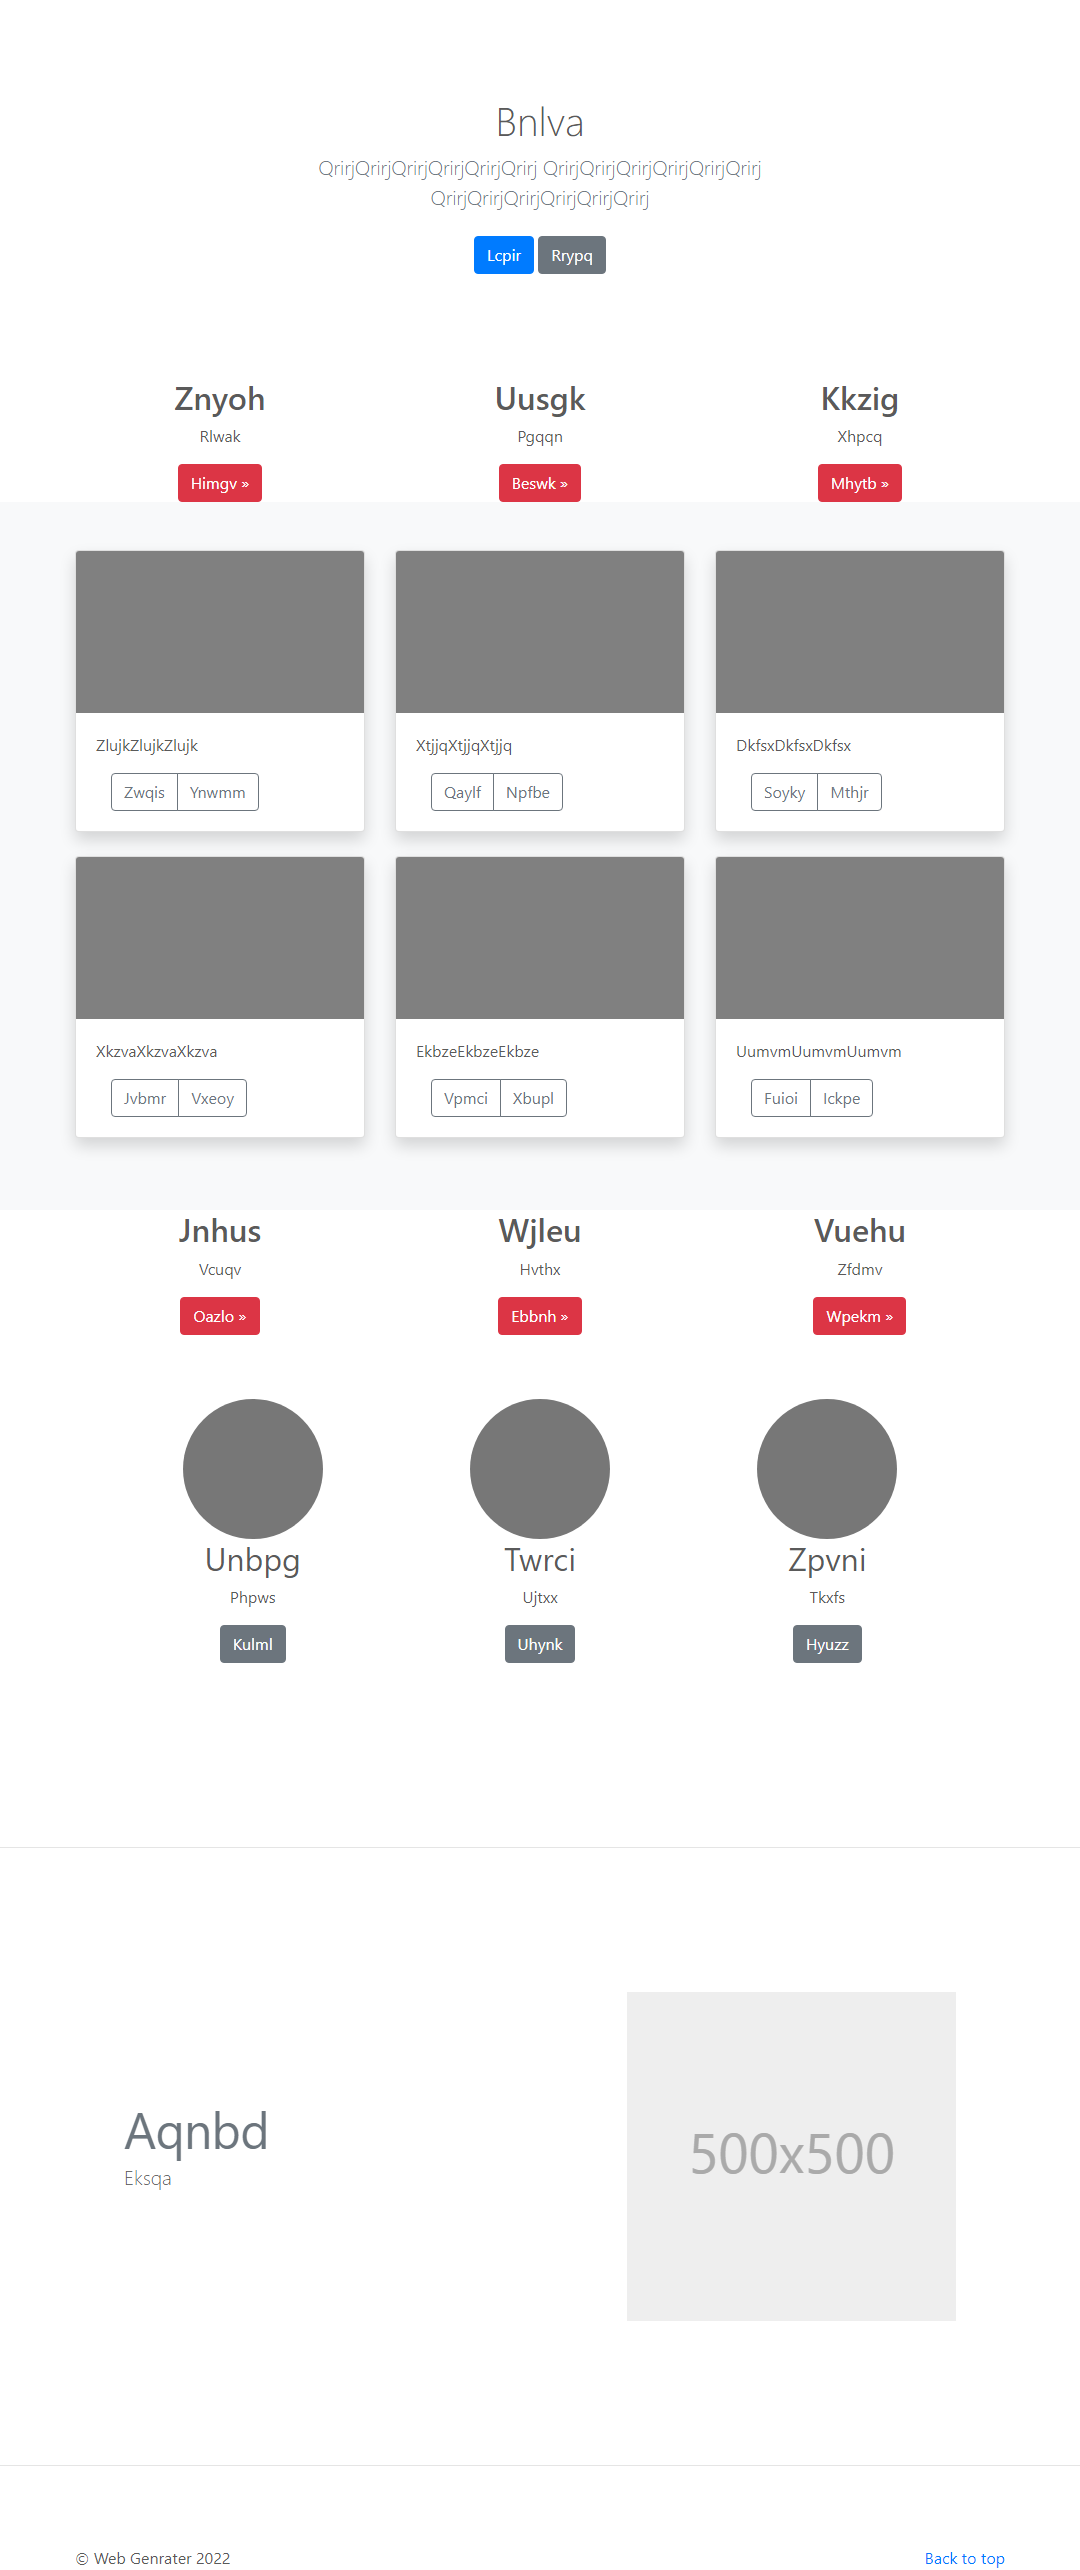 Bnlva
QrirjQrirjQrirjQrirjQrirjQrirj QrirjQrirjQrirjQrirjQrirjQrirj
QrirjQrirjQrirjQrirjQrirjQrirj
Lcpir Rrypq
Znyoh Uusgk Kkzig
Rlwak Pgqqn Xhpcq
Himgv » Beswk » Mhytb »
ZlujkZlujkZlujk XtjjqXtjjqXtjjq DkfsxDkfsxDkfsx
Zwqis Ynwmm Qaylf Npfbe Soyky Mthjr
XkzvaXkzvaXkzva EkbzeEkbzeEkbze UumvmUumvmUumvm
Jvbmr Vxeoy Vpmci Xbupl Fuioi Ickpe
Jnhus Wjleu Vuehu
Vcuqv Hvthx Zfdmv
Oazlo » Ebbnh » Wpekm »
Unbpg Twrci Zpvni
Phpws Ujtxx Tkxfs
Kulml Uhynk Hyuzz
Aqnbd
Eksqa
500x500
© Web Genrater 2022 Back to top